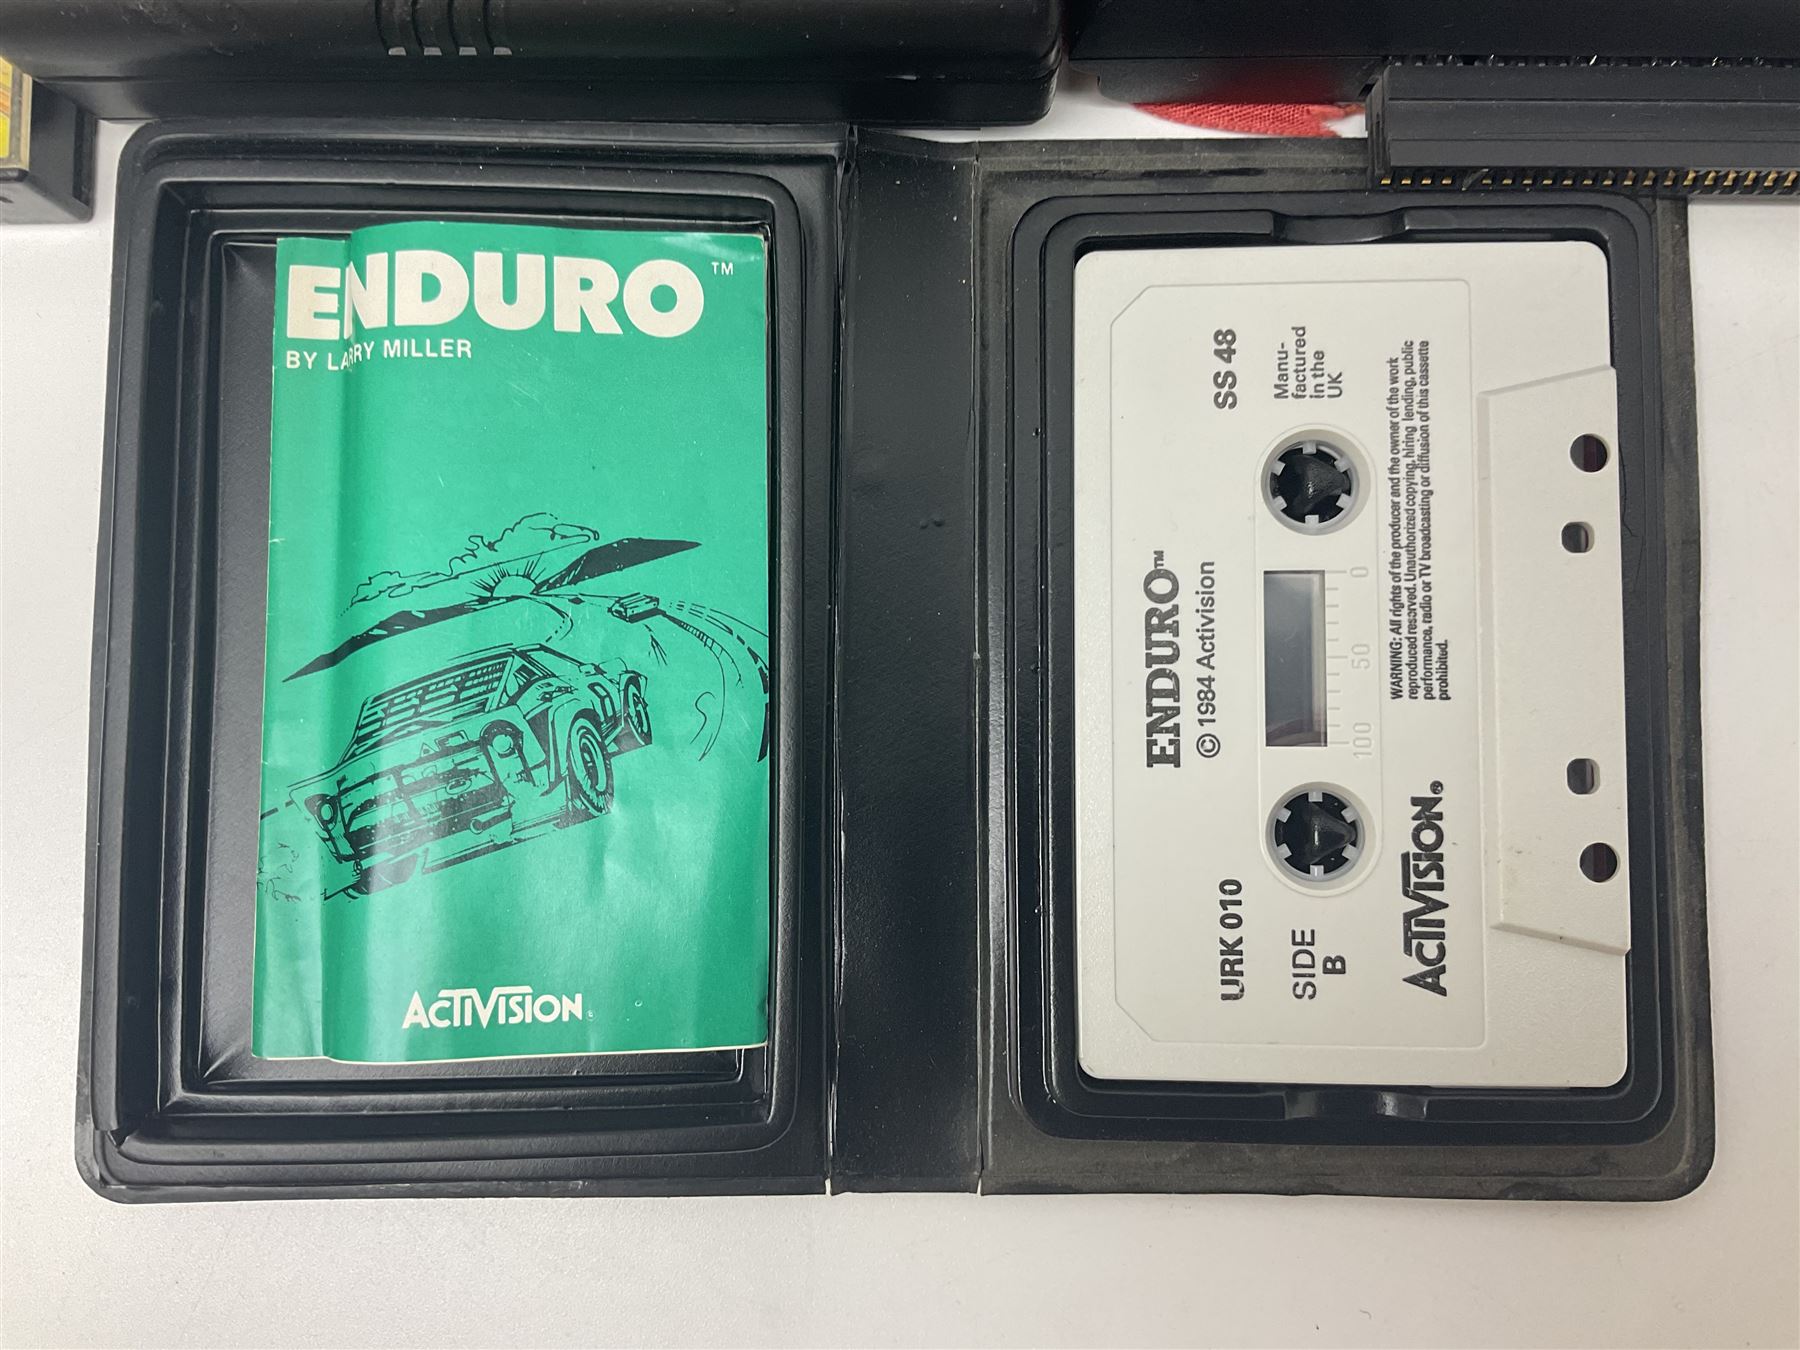 ENDURO™
BY LARRY MILLER
ACTIVISION®
ENDURO™
© 1984 Activision
URK 010
SS 48
SIDE
B
100 50 0
Manu-
factured
in the
UK
WARNING: All rights of the producer and the owner of the work
reproduced reserved. Unauthorized copying, hiring, lending, public
performance, radio or TV broadcasting or diffusion of this cassette
prohibited.
ACTIVISION®